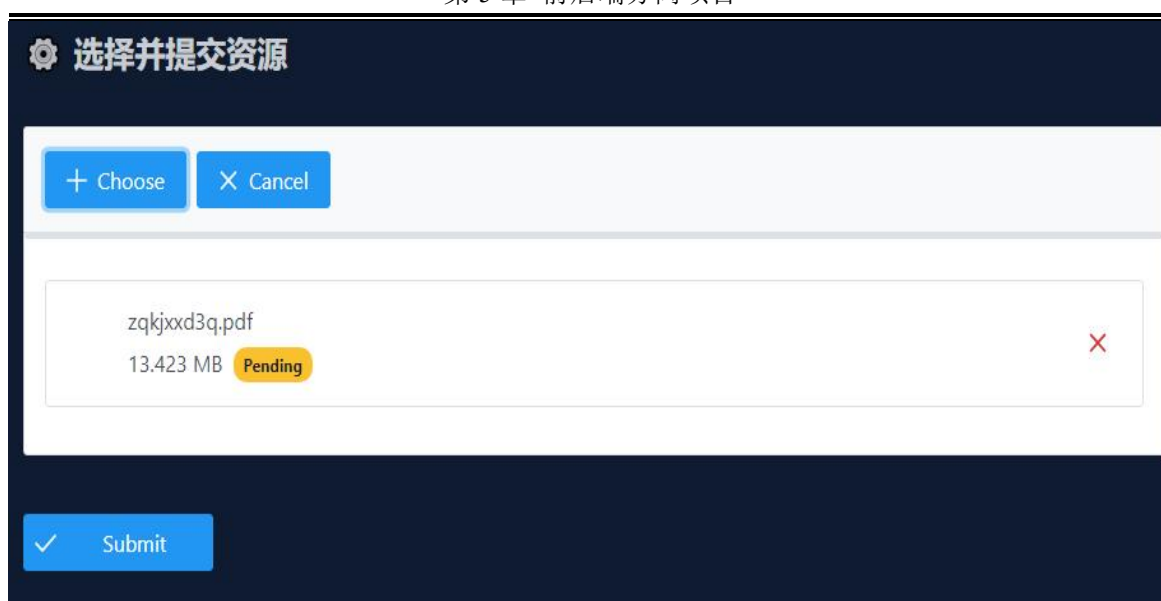 选择并提交资源
Choose
Cancel
zqkjxxd3q.pdf
13.423 MB Pending
Submit